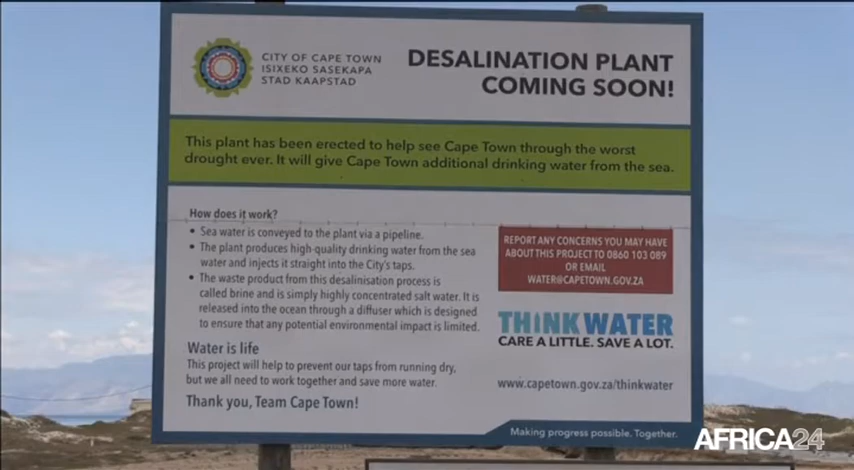 CITY OF CAPE TOWN
ISIXEKO SASEKAPA
STAD KAAPSTAD
DESALINATION PLANT
COMING SOON!
This plant has been erected to help see Cape Town through the worst
drought ever. It will give Cape Town additional drinking water from the sea.
How does it work?
• Sea water is conveyed to the plant via a pipeline.
• The plant produces high-quality drinking water from the sea
water and injects it straight into the City's taps.
• The waste product from this desalinisation process is
called brine and is simply highly concentrated salt water. It is
released into the ocean through a diffuser which is designed
to ensure that any potential environmental impact is limited.
Water is life
This project will help to prevent our taps from running dry,
but we all need to work together and save more water.
Thank you, Team Cape Town!
REPORT ANY CONCERNS YOU MAY HAVE
ABOUT THIS PROJECT TO 0860 103 089
OR EMAIL
WATER@CAPETOWN.GOV.ZA
THINK WATER
CARE A LITTLE. SAVE A LOT.
www.capetown.gov.za/thinkwater
Making progress possible. Together.
AFRICA24